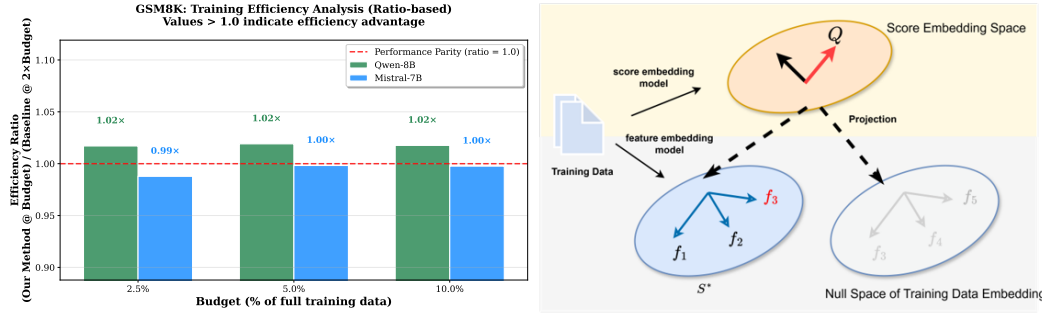 GSM8K: Training Efficiency Analysis (Ratio-based)
Values > 1.0 indicate efficiency advantage
Efficiency Ratio
(Our Method @ Budget) / (Baseline @ 2×Budget)
1.10
1.05
1.00
0.95
0.90
Performance Parity (ratio = 1.0)
Qwen-8B
Mistral-7B
1.02×
0.99×
1.02×
1.00×
1.02×
1.00×
2.5%
5.0%
10.0%
Budget (% of full training data)
Score Embedding Space
Q
score embedding
model
Projection
feature embedding
model
Training Data
f₁
f₂
f₃
S*
f₃
f₄
f₅
Null Space of Training Data Embedding